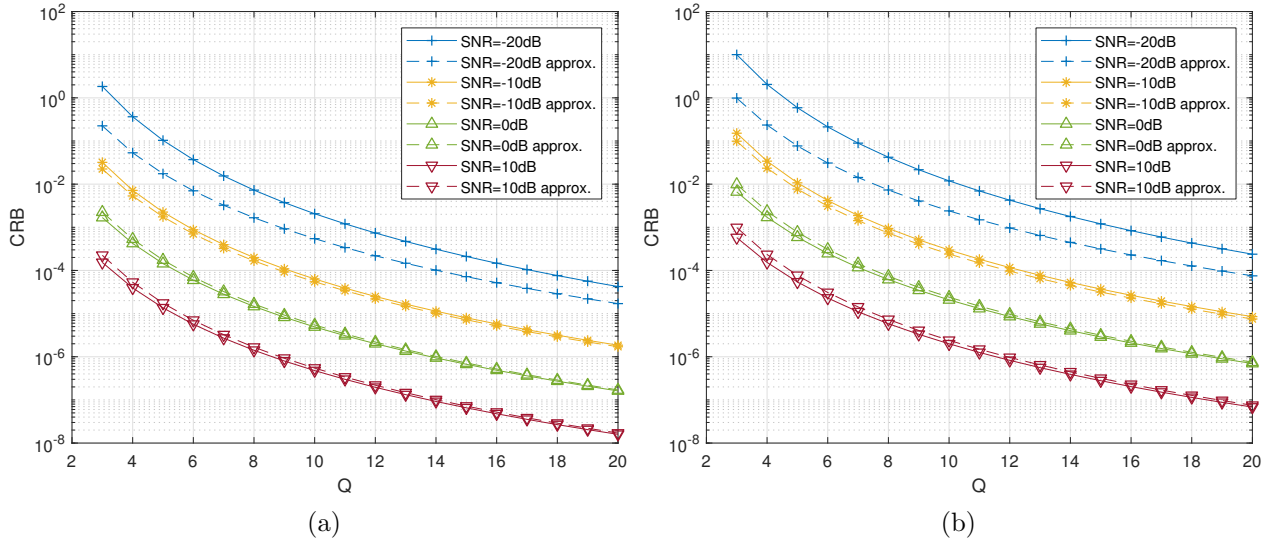 10^2
10^0
10^-2
10^-4
10^-6
10^-8
CRB
2 4 6 8 10 12 14 16 18 20
Q
SNR=-20dB
SNR=-20dB approx.
SNR=-10dB
SNR=-10dB approx.
SNR=0dB
SNR=0dB approx.
SNR=10dB
SNR=10dB approx.
(a)
10^2
10^0
10^-2
10^-4
10^-6
10^-8
CRB
2 4 6 8 10 12 14 16 18 20
Q
SNR=-20dB
SNR=-20dB approx.
SNR=-10dB
SNR=-10dB approx.
SNR=0dB
SNR=0dB approx.
SNR=10dB
SNR=10dB approx.
(b)